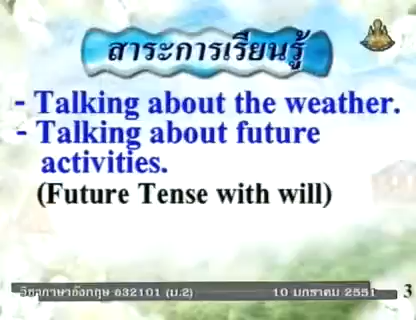 สาระการเรียนรู้
- Talking about the weather.
- Talking about future
activities.
(Future Tense with will)
วิชาภาษาอังกฤษ อ32101 (ม.2) 10 มกราคม 2551 3